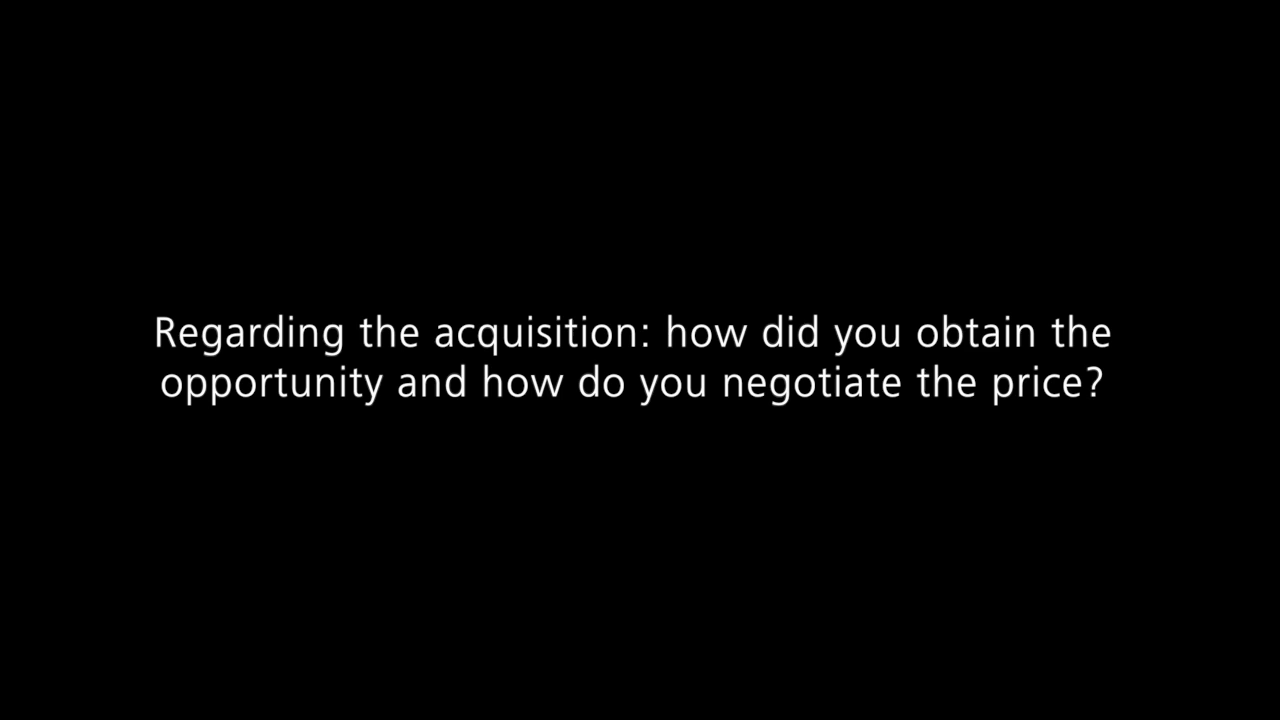 Regarding the acquisition: how did you obtain the
opportunity and how do you negotiate the price?